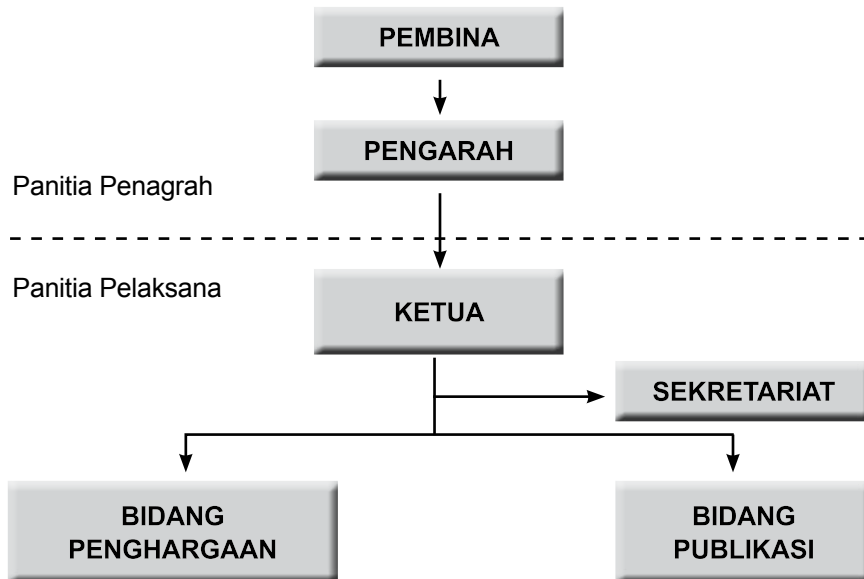 PEMBINA
PENGARAH
Panitia Penagrah
Panitia Pelaksana
KETUA
SEKRETARIAT
BIDANG
PENGHARGAAN
BIDANG
PUBLIKASI